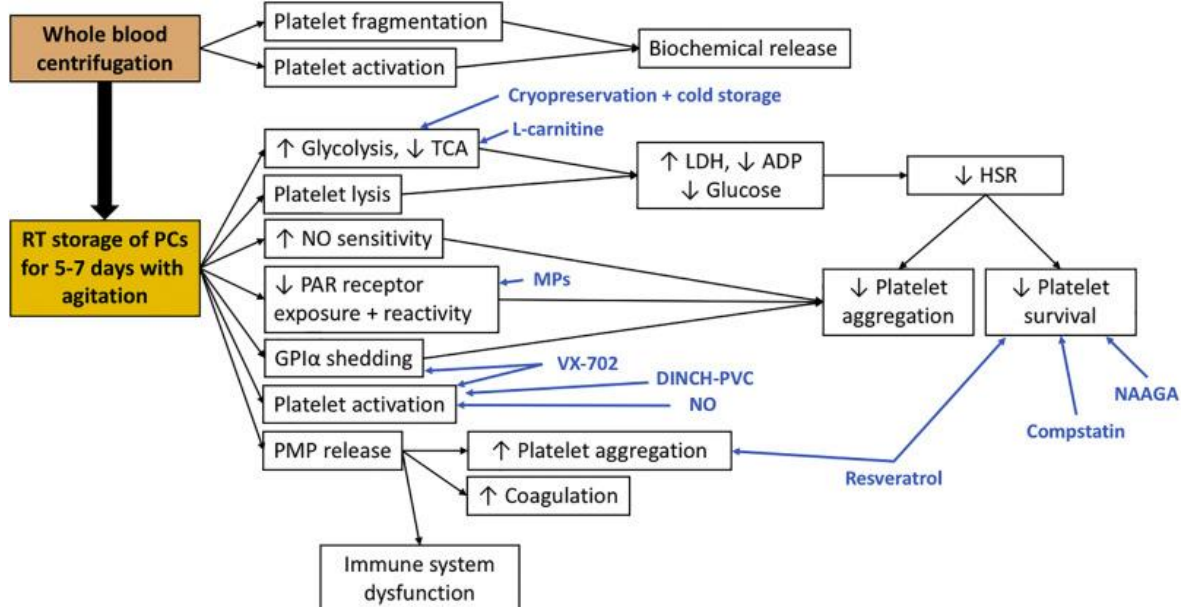 Whole blood
centrifugation
Platelet fragmentation
Platelet activation
Biochemical release
Cryopreservation + cold storage
L-carnitine
↑ Glycolysis, ↓ TCA
Platelet lysis
↑ LDH, ↓ ADP
↓ Glucose
↓ HSR
RT storage of PCs
for 5-7 days with
agitation
↑ NO sensitivity
↓ PAR receptor
exposure + reactivity
MPs
↓ Platelet
aggregation
↓ Platelet
survival
GPIα shedding
VX-702
Platelet activation
DINCH-PVC
NO
NAAGA
Compstatin
Resveratrol
PMP release
↑ Platelet aggregation
↑ Coagulation
Immune system
dysfunction